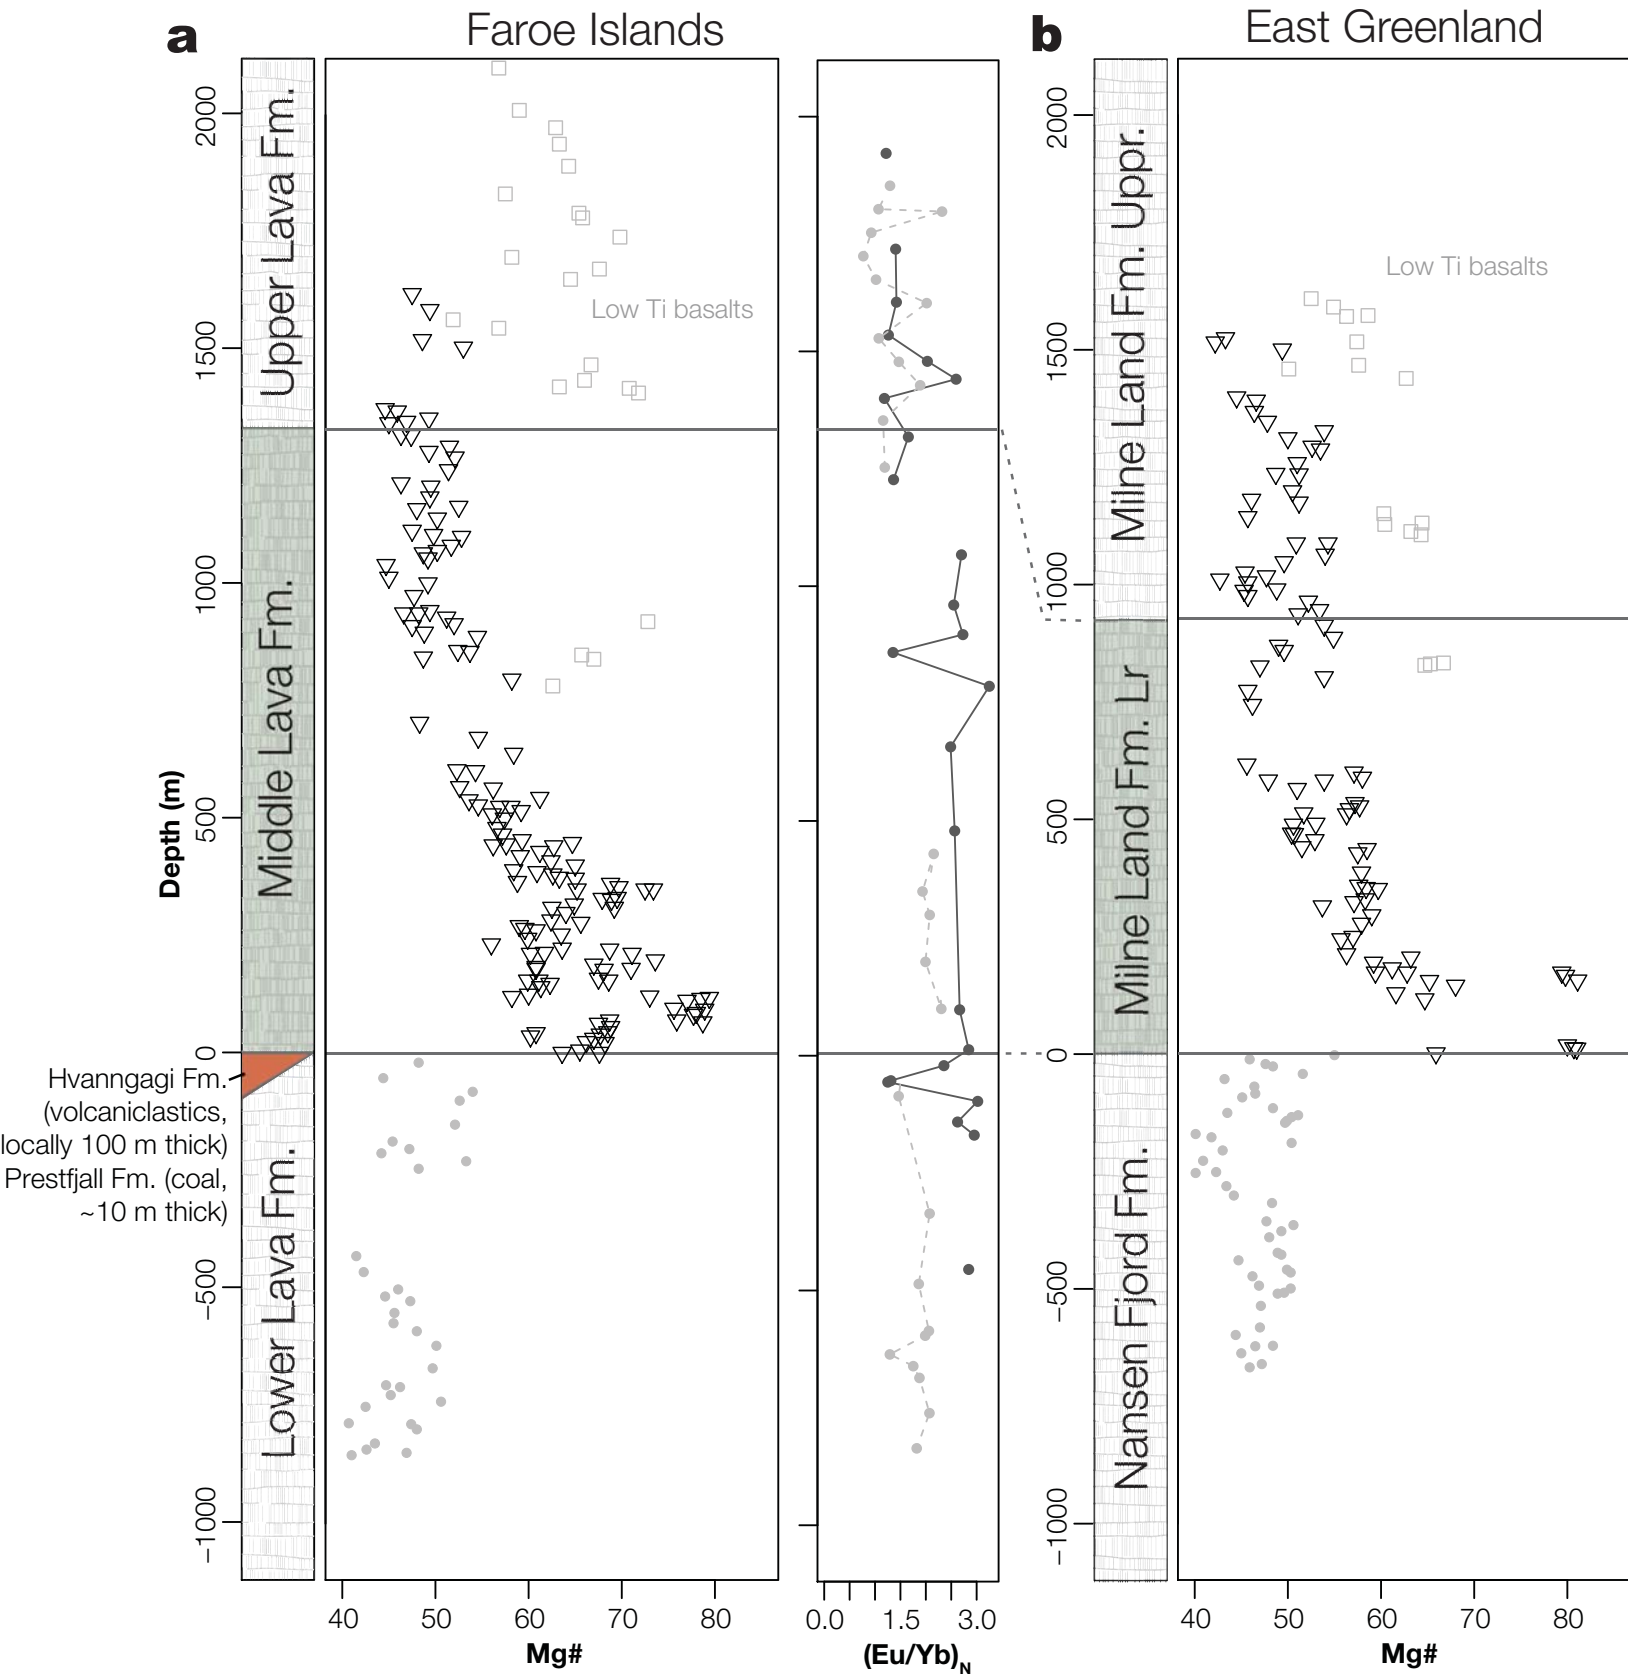 a
Faroe Islands
b
East Greenland
Upper Lava Fm.
Middle Lava Fm.
Lower Lava Fm.
Depth (m)
2000
1500
1000
500
0
−500
−1000
Low Ti basalts
Hvanngagi Fm.
(volcaniclastics,
locally 100 m thick)
Prestfjall Fm. (coal,
~10 m thick)
40 50 60 70 80
Mg#
0.0 1.5 3.0
(Eu/Yb)N
Milne Land Fm. Uppr.
Milne Land Fm. Lr
Nansen Fjord Fm.
2000
1500
1000
500
0
−500
−1000
Low Ti basalts
40 50 60 70 80
Mg#